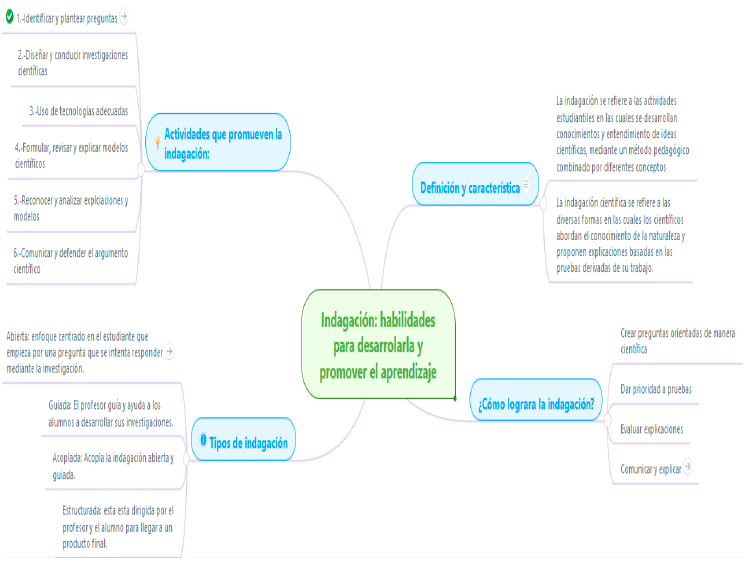 1.-Identificar y plantear preguntas
2.-Diseñar y conducir investigaciones
científicas
3.-Uso de tecnologías adecuadas
4.-Formular, revisar y explicar modelos
científicos
5.-Reconocer y analizar explciaciones y
modelos
6.-Comunicar y defender el argumento
científico
Actividades que promueven la
indagación:
Definición y característica
La indagación se refiere a las actividades
estudiantiles en las cuales se desarrollan
conocimientos y entendimiento de ideas
científicas, mediante un método pedagógico
combinado por diferentes conceptos
La indagación científica se refiere a las
diversas formas en las cuales los científicos
abordan el conocimiento de la naturaleza y
proponen explicaciones basadas en las
pruebas derivadas de su trabajo.
Indagación: habilidades
para desarrolarla y
promover el aprendizaje
Abierta: enfoque centrado en el estudiante que
empieza por una pregunta que se intenta responder
mediante la investigación.
Guiada: El profesor guía y ayuda a los
alumnos a desarrollar sus investigaciones.
Acoplada: Acopla la indagación abierta y
guiada.
Estructurada: esta esta dirigida por el
profesor y el alumno para llegar a un
producto final.
Tipos de indagación
¿Cómo lograra la indagación?
Crear preguntas orientadas de manera
científica
Dar prioridad a pruebas
Evaluar explicaciones
Comunicar y explicar